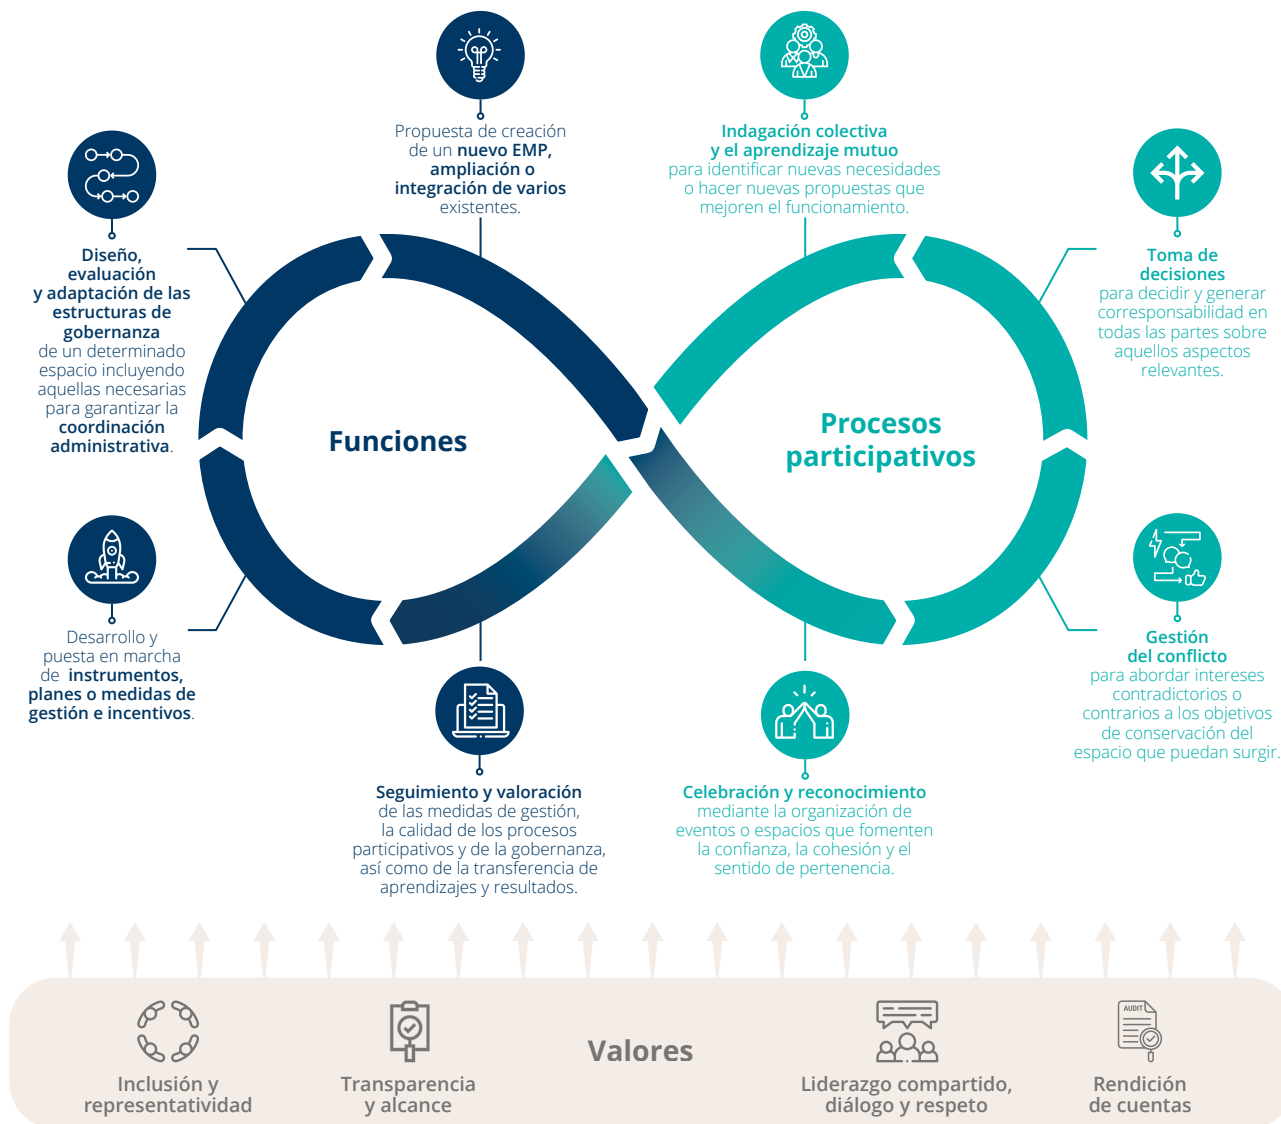 Propuesta de creación
de un nuevo EMP,
ampliación o
integración de varios
existentes.
Indagación colectiva
y el aprendizaje mutuo
para identificar nuevas necesidades
o hacer nuevas propuestas que
mejoren el funcionamiento.
Diseño,
evaluación
y adaptación de las
estructuras de
gobernanza
de un determinado
espacio incluyendo
aquellas necesarias
para garantizar la
coordinación
administrativa.
Toma de
decisiones
para decidir y generar
corresponsabilidad en
todas las partes sobre
aquellos aspectos
relevantes.
Funciones
Procesos
participativos
Desarrollo y
puesta en marcha
de instrumentos,
planes o medidas de
gestión e incentivos.
Gestión
del conflicto
para abordar intereses
contradictorios o
contrarios a los objetivos
de conservación del
espacio que puedan surgir.
Seguimiento y valoración
de las medidas de gestión,
la calidad de los procesos
participativos y de la gobernanza,
así como de la transferencia de
aprendizajes y resultados.
Celebración y reconocimiento
mediante la organización de
eventos o espacios que fomenten
la confianza, la cohesión y el
sentido de pertenencia.
Valores
Inclusión y
representatividad
Transparencia
y alcance
Liderazgo compartido,
diálogo y respeto
AUDIT
Rendición
de cuentas